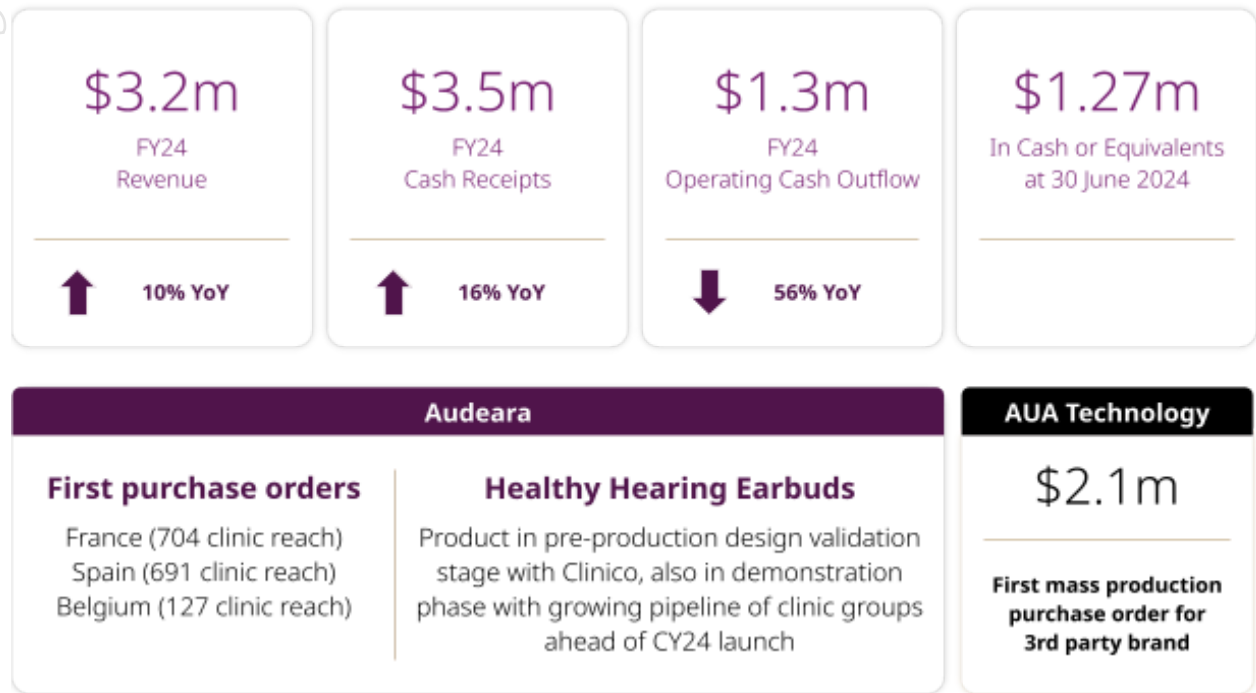 $3.2m
FY24
Revenue
10% YoY
$3.5m
FY24
Cash Receipts
16% YoY
$1.3m
FY24
Operating Cash Outflow
56% YoY
$1.27m
In Cash or Equivalents
at 30 June 2024
Audeara
First purchase orders
France (704 clinic reach)
Spain (691 clinic reach)
Belgium (127 clinic reach)
Healthy Hearing Earbuds
Product in pre-production design validation
stage with Clinico, also in demonstration
phase with growing pipeline of clinic groups
ahead of CY24 launch
AUA Technology
$2.1m
First mass production
purchase order for
3rd party brand